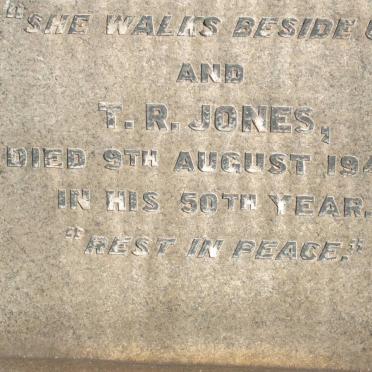 "SHE WALKS BESIDE
AND
T. R. JONES,
DIED 9TH AUGUST
IN HIS 50TH YEAR.
"REST IN PEACE."